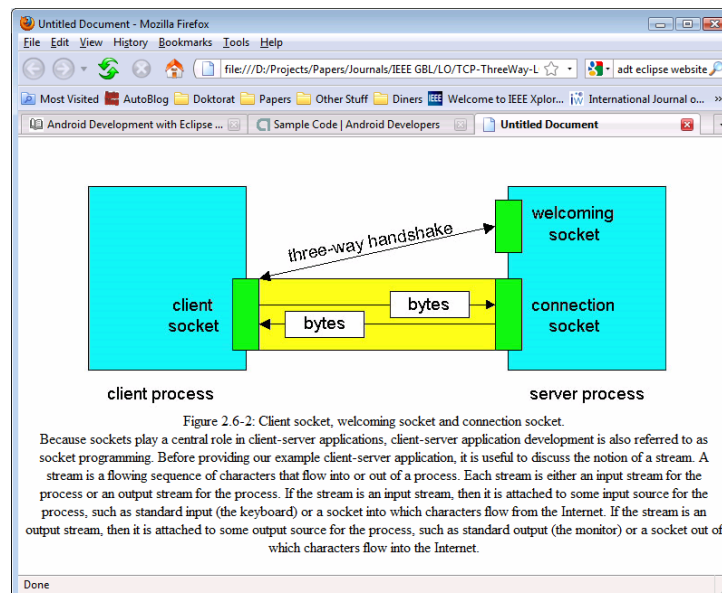 Untitled Document - Mozilla Firefox
File Edit View History Bookmarks Tools Help
file:///D:/Projects/Papers/Journals/IEEE GBL/LO/TCP-ThreeWay-L adt eclipse website
Most Visited AutoBlog Doktorat Papers Other Stuff Diners IEEE Welcome to IEEE Xplor... Iw International Journal o... »
Android Development with Eclipse ... Sample Code | Android Developers Untitled Document
welcoming
socket
three-way handshake
client
socket
bytes
bytes
connection
socket
client process server process
Figure 2.6-2: Client socket, welcoming socket and connection socket.
Because sockets play a central role in client-server applications, client-server application development is also referred to as
socket programming. Before providing our example client-server application, it is useful to discuss the notion of a stream. A
stream is a flowing sequence of characters that flow into or out of a process. Each stream is either an input stream for the
process or an output stream for the process. If the stream is an input stream, then it is attached to some input source for the
process, such as standard input (the keyboard) or a socket into which characters flow from the Internet. If the stream is an
output stream, then it is attached to some output source for the process, such as standard output (the monitor) or a socket out of
which characters flow into the Internet.
Done